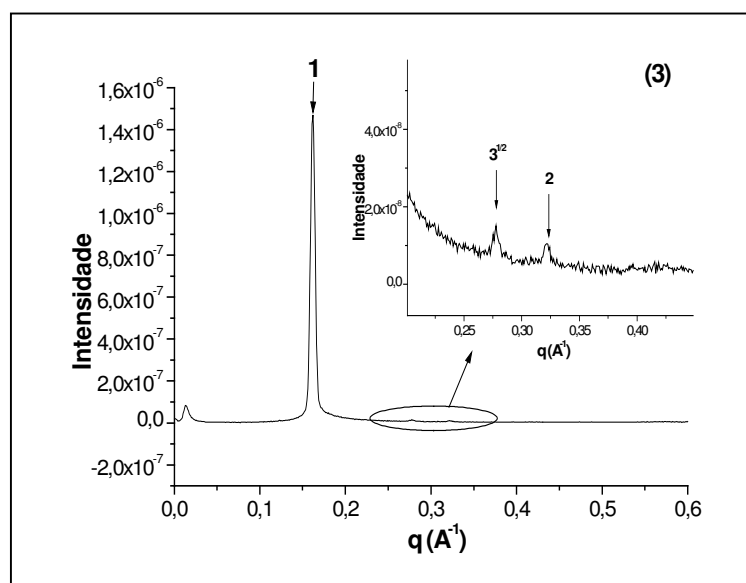 1
1,6x10⁻⁶
1,4x10⁻⁶
1,2x10⁻⁶
1,0x10⁻⁶
8,0x10⁻⁷
6,0x10⁻⁷
4,0x10⁻⁷
2,0x10⁻⁷
0,0
-2,0x10⁻⁷
Intensidade
0,0 0,1 0,2 0,3 0,4 0,5 0,6
q (A⁻¹)
(3)
4,0x10⁻⁸
2,0x10⁻⁸
0,0
Intensidade
3^1/2
2
0,25 0,30 0,35 0,40
q (A⁻¹)